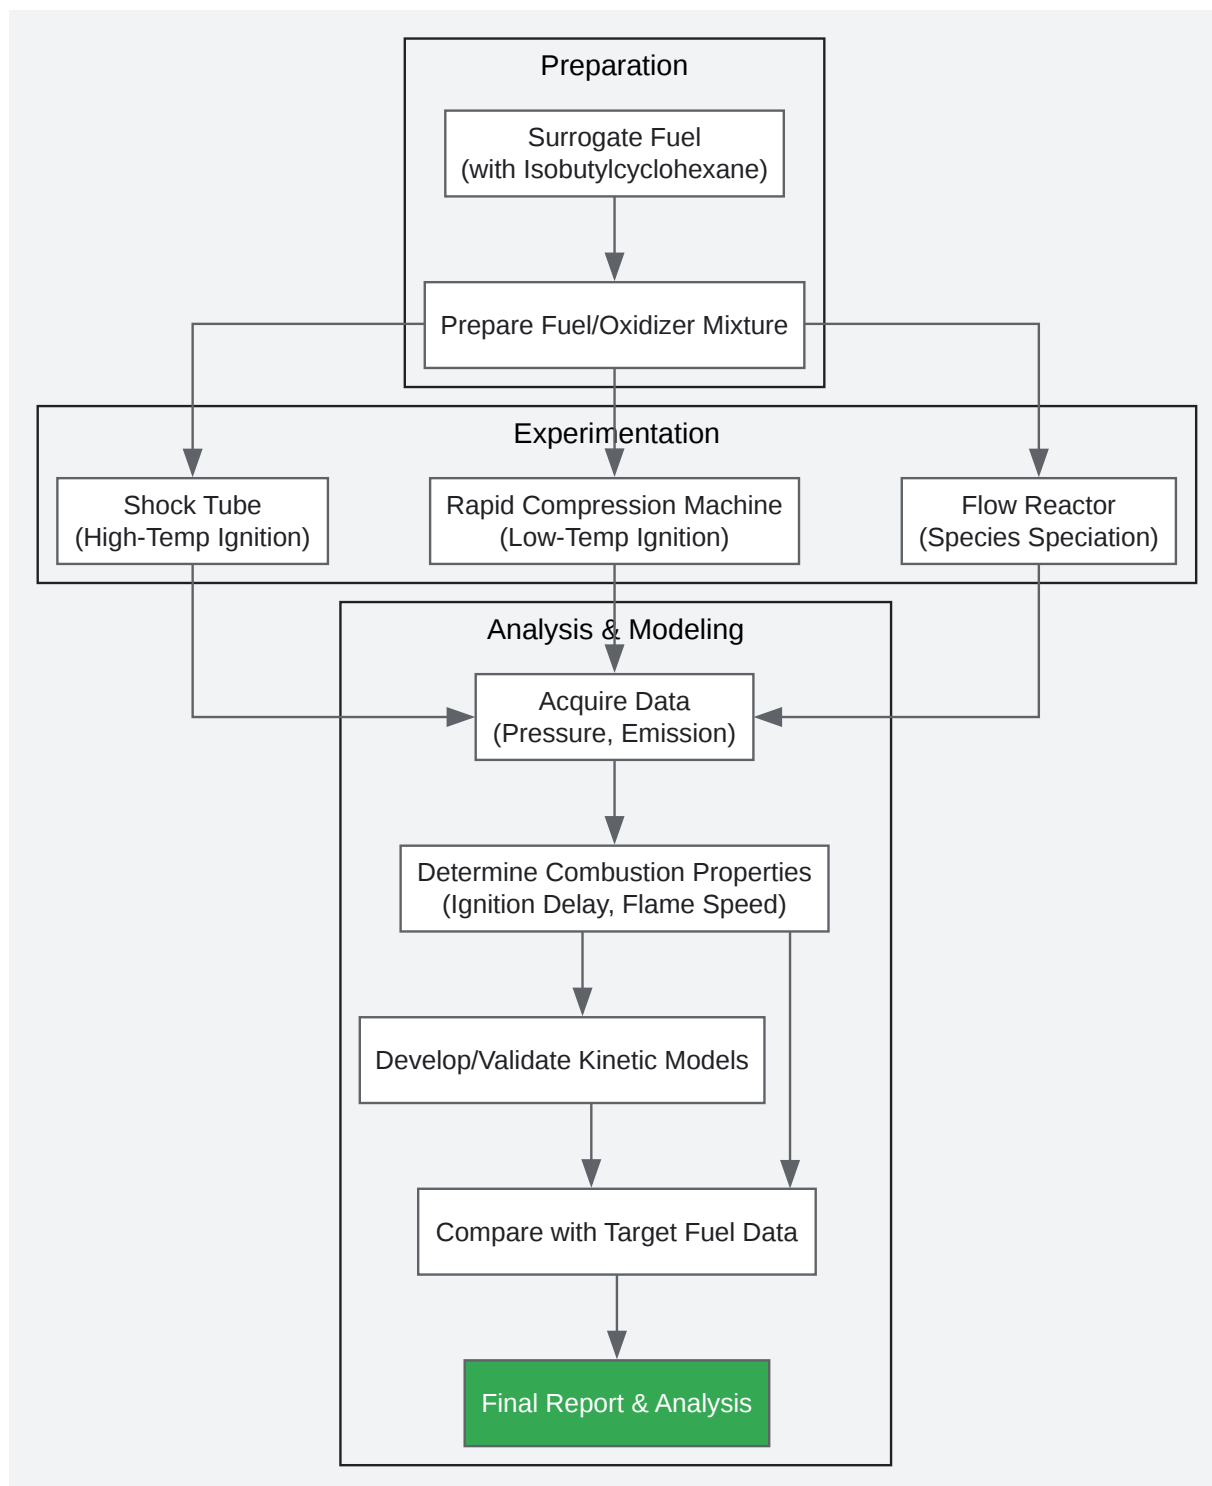 Preparation
Surrogate Fuel
(with Isobutylcyclohexane)
Prepare Fuel/Oxidizer Mixture
Experimentation
Shock Tube
(High-Temp Ignition)
Rapid Compression Machine
(Low-Temp Ignition)
Flow Reactor
(Species Speciation)
Analysis & Modeling
Acquire Data
(Pressure, Emission)
Determine Combustion Properties
(Ignition Delay, Flame Speed)
Develop/Validate Kinetic Models
Compare with Target Fuel Data
Final Report & Analysis